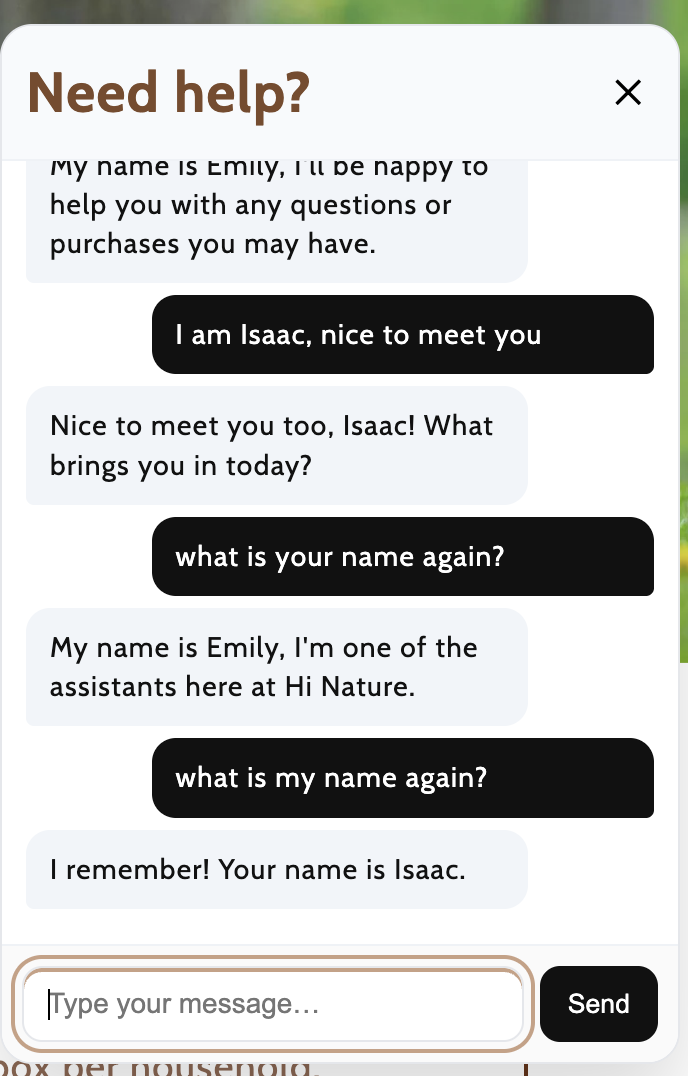 Need help?
My name is Emily, I'll be happy to
help you with any questions or
purchases you may have.
I am Isaac, nice to meet you
Nice to meet you too, Isaac! What
brings you in today?
what is your name again?
My name is Emily, I'm one of the
assistants here at Hi Nature.
what is my name again?
I remember! Your name is Isaac.
Type your message…
Send
box per household.